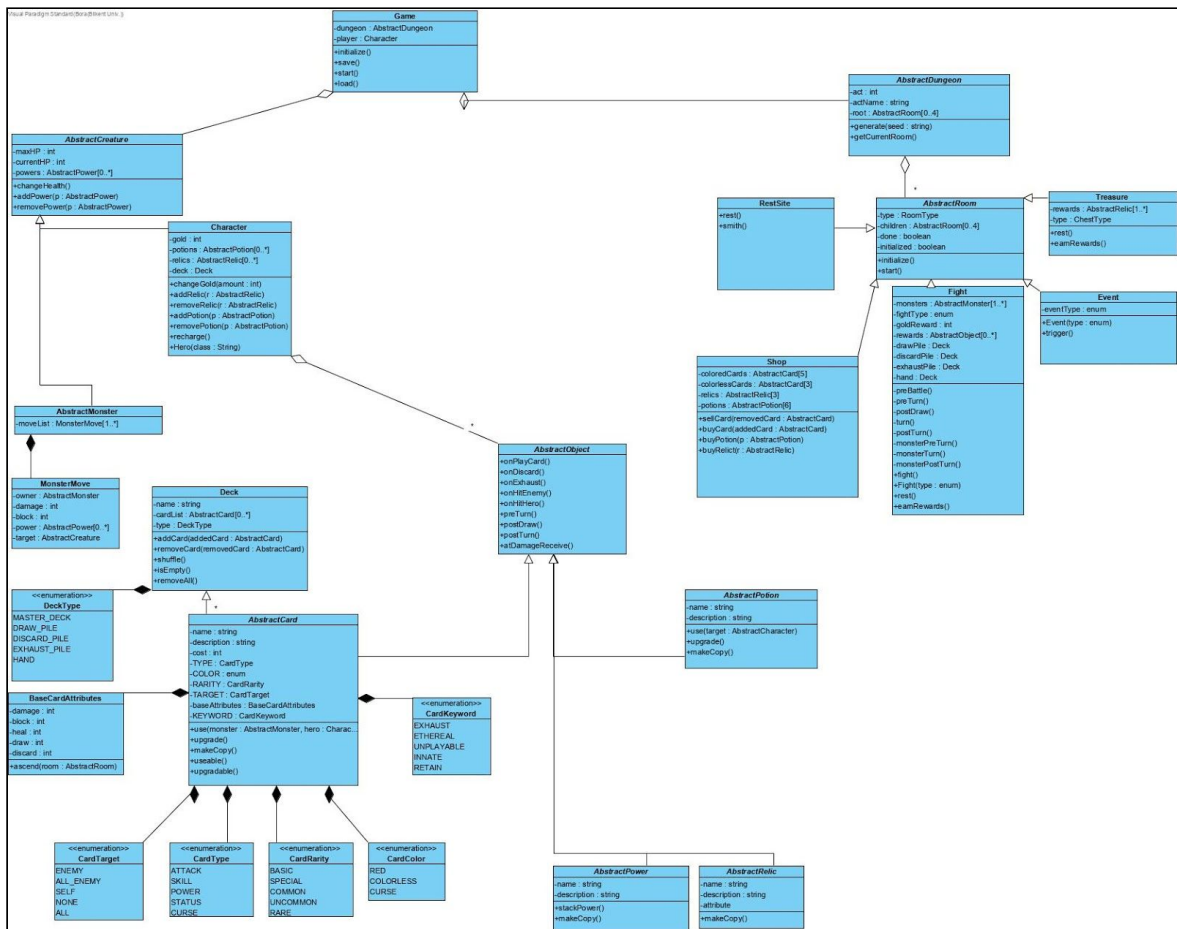 Visual Paradigm Standard(Bora(Bilkent Univ.))
Game
-dungeon : AbstractDungeon
-player : Character
+initialize()
+save()
+start()
+load()
AbstractDungeon
-act : int
-actName : string
-root : AbstractRoom[0..4]
+generate(seed : string)
+getCurrentRoom()
AbstractCreature
-maxHP : int
-currentHP : int
-powers : AbstractPower[0..*]
+changeHealth()
+addPower(p : AbstractPower)
+removePower(p : AbstractPower)
*
RestSite
+rest()
+smith()
AbstractRoom
-type : RoomType
-children : AbstractRoom[0..4]
-done : boolean
-initialized : boolean
+initialize()
+start()
Treasure
-rewards : AbstractRelic[1..*]
-type : ChestType
+rest()
+earnRewards()
Character
-gold : int
-potions : AbstractPotion[0..*]
-relics : AbstractRelic[0..*]
-deck : Deck
+changeGold(amount : int)
+addRelic(r : AbstractRelic)
+removeRelic(r : AbstractRelic)
+addPotion(p : AbstractPotion)
+removePotion(p : AbstractPotion)
+recharge()
+Hero(class : String)
Fight
-monsters : AbstractMonster[1..*]
-fightType : enum
-goldReward : int
-rewards : AbstractObject[0..*]
-drawPile : Deck
-discardPile : Deck
-exhaustPile : Deck
-hand : Deck
-preBattle()
-preTurn()
-postDraw()
-turn()
-postTurn()
-monsterPreTurn()
-monsterTurn()
-monsterPostTurn()
+fight()
+Fight(type : enum)
+rest()
+earnRewards()
Event
-eventType : enum
+Event(type : enum)
+trigger()
Shop
-coloredCards : AbstractCard[5]
-colorlessCards : AbstractCard[3]
-relics : AbstractRelic[3]
-potions : AbstractPotion[6]
+sellCard(removedCard : AbstractCard)
+buyCard(addedCard : AbstractCard)
+buyPotion(p : AbstractPotion)
+buyRelict(r : AbstractRelic)
AbstractMonster
-moveList : MonsterMove[1..*]
*
AbstractObject
+onPlayCard()
+onDiscard()
+onExhaust()
+onHitEnemy()
+onHitHero()
+preTurn()
+postDraw()
+postTurn()
+atDamageReceive()
MonsterMove
-owner : AbstractMonster
-damage : int
-block : int
-power : AbstractPower[0..*]
-target : AbstractCreature
Deck
-name : string
-cardList : AbstractCard[0..*]
-type : DeckType
+addCard(addedCard : AbstractCard)
+removeCard(removedCard : AbstractCard)
+shuffle()
+isEmpty()
+removeAll()
<<enumeration>>
DeckType
MASTER_DECK
DRAW_PILE
DISCARD_PILE
EXHAUST_PILE
HAND
*
AbstractCard
-name : string
-description : string
-cost : int
-TYPE : CardType
-COLOR : enum
-RARITY : CardRarity
-TARGET : CardTarget
-baseAttributes : BaseCardAttributes
-KEYWORD : CardKeyword
+use(monster : AbstractMonster, hero : Charac...
+upgrade()
+makeCopy()
+useable()
+upgradable()
AbstractPotion
-name : string
-description : string
+use(target : AbstractCharacter)
+upgrade()
+makeCopy()
BaseCardAttributes
-damage : int
-block : int
-heal : int
-draw : int
-discard : int
+ascend(room : AbstractRoom)
<<enumeration>>
CardKeyword
EXHAUST
ETHEREAL
UNPLAYABLE
INNATE
RETAIN
<<enumeration>>
CardTarget
ENEMY
ALL_ENEMY
SELF
NONE
ALL
<<enumeration>>
CardType
ATTACK
SKILL
POWER
STATUS
CURSE
<<enumeration>>
CardRarity
BASIC
SPECIAL
COMMON
UNCOMMON
RARE
<<enumeration>>
CardColor
RED
COLORLESS
CURSE
AbstractPower
-name : string
-description : string
+stackPower()
+makeCopy()
AbstractRelic
-name : string
-description : string
-attribute
+makeCopy()